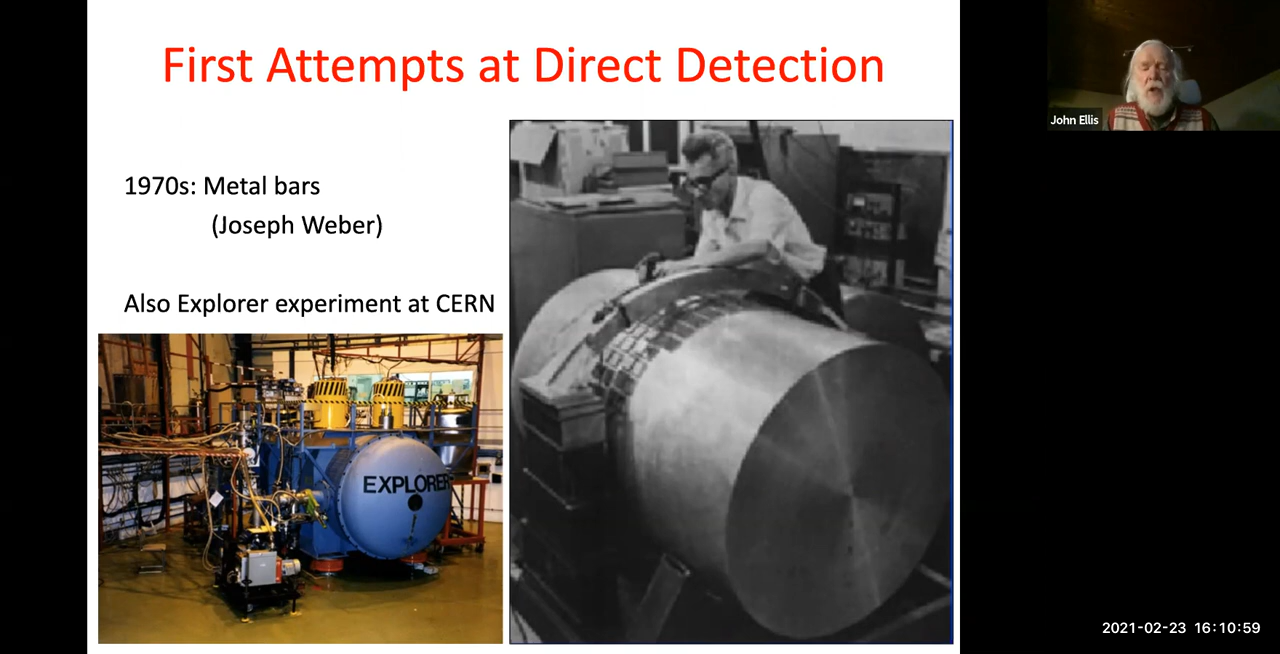 First Attempts at Direct Detection
1970s: Metal bars
(Joseph Weber)
Also Explorer experiment at CERN
EXPLORER
John Ellis
2021-02-23 16:10:59